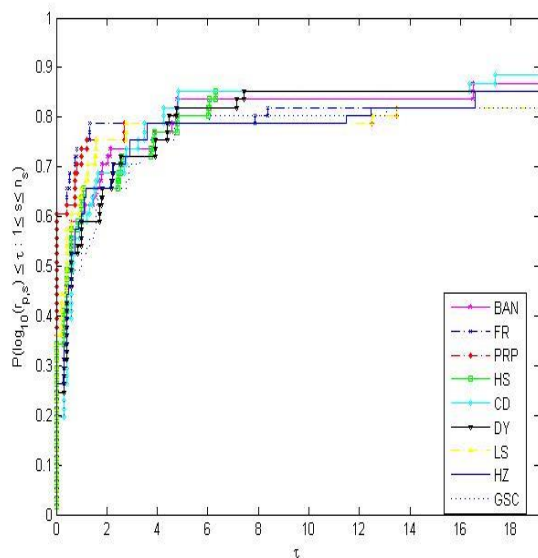 P(log10(rp,s) ≤ τ : 1≤ s≤ ns)
1
0.9
0.8
0.7
0.6
0.5
0.4
0.3
0.2
0.1
0
0 2 4 6 8 10 12 14 16 18
τ
BAN
FR
PRP
HS
CD
DY
LS
HZ
GSC